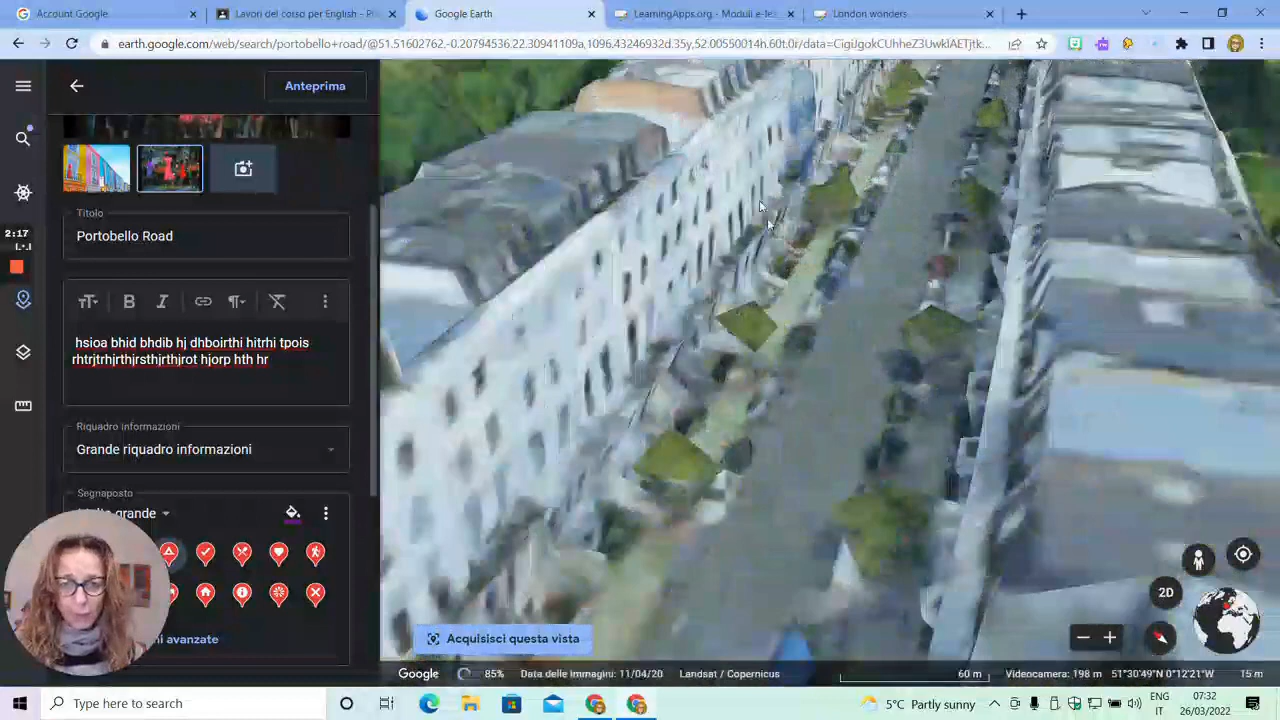 Account Google
Lavori del corso per English - P
Google Earth
LearningApps.org - Moduli e-le
London wonders
earth.google.com/web/search/portobello+road/@51.51602762,-0.20794536,22.30941109a,1096.43246932d,35y,52.00550014h,60t,0r/data=CigiJgokCUhheZ3UwklAETjtk...
Anteprima
Titolo
Portobello Road
2:17
hsioa bhid bhdib hj dhboirthi hitrhi tpois
rhtrjtrhjrthjrsthjrthjrot hjorp hth hr
Riquadro informazioni
Grande riquadro informazioni
Segnaposto
grande
avanzate
2D
Acquisisci questa vista
Google
85%
Data delle immagini: 11/04/20
Landsat / Copernicus
60 m
Videocamera: 198 m
51°30'49"N 0°12'21"W
15 m
Type here to search
5°C Partly sunny
ENG
IT
07:32
26/03/2022